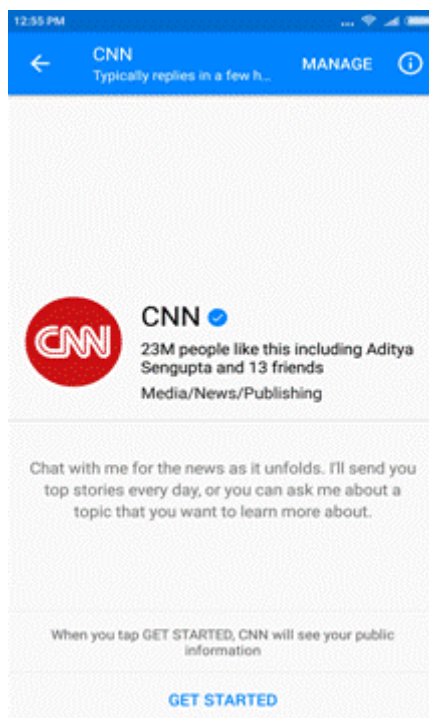 12:55 PM
...
CNN
Typically replies in a few h...
MANAGE
CNN
CNN
23M people like this including Aditya
Sengupta and 13 friends
Media/News/Publishing
Chat with me for the news as it unfolds. I'll send you
top stories every day, or you can ask me about a
topic that you want to learn more about.
When you tap GET STARTED, CNN will see your public
information
GET STARTED